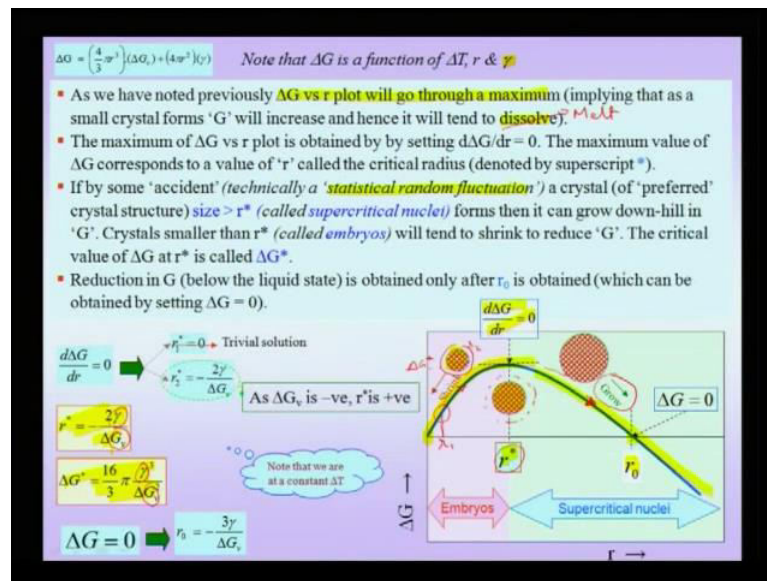 ΔG = (4/3 πr³).(ΔG_v) + (4πr²).(γ)
Note that ΔG is a function of ΔT, r & γ
▪ As we have noted previously ΔG vs r plot will go through a maximum (implying that as a
small crystal forms ‘G’ will increase and hence it will tend to dissolve). Melt
▪ The maximum of ΔG vs r plot is obtained by by setting dΔG/dr = 0. The maximum value of
ΔG corresponds to a value of ‘r’ called the critical radius (denoted by superscript *).
▪ If by some ‘accident’ (technically a ‘statistical random fluctuation’) a crystal (of ‘preferred’
crystal structure) size > r* (called supercritical nuclei) forms then it can grow down-hill in
‘G’. Crystals smaller than r* (called embryos) will tend to shrink to reduce ‘G’. The critical
value of ΔG at r* is called ΔG*.
▪ Reduction in G (below the liquid state) is obtained only after r₀ is obtained (which can be
obtained by setting ΔG = 0).
dΔG/dr = 0
r₁* = 0 Trivial solution
r₂* = − 2γ/ΔG_v
As ΔG_v is −ve, r* is +ve
r* = − 2γ/ΔG_v
ΔG* = 16/3 π γ³/ΔG_v²
Note that we are
at a constant ΔT
ΔG = 0
r₀ = − 3γ/ΔG_v
dΔG/dr = 0
Shrink
r₂
Grow
ΔG = 0
r₁
r*
r₀
ΔG →
Embryos
Supercritical nuclei
r →